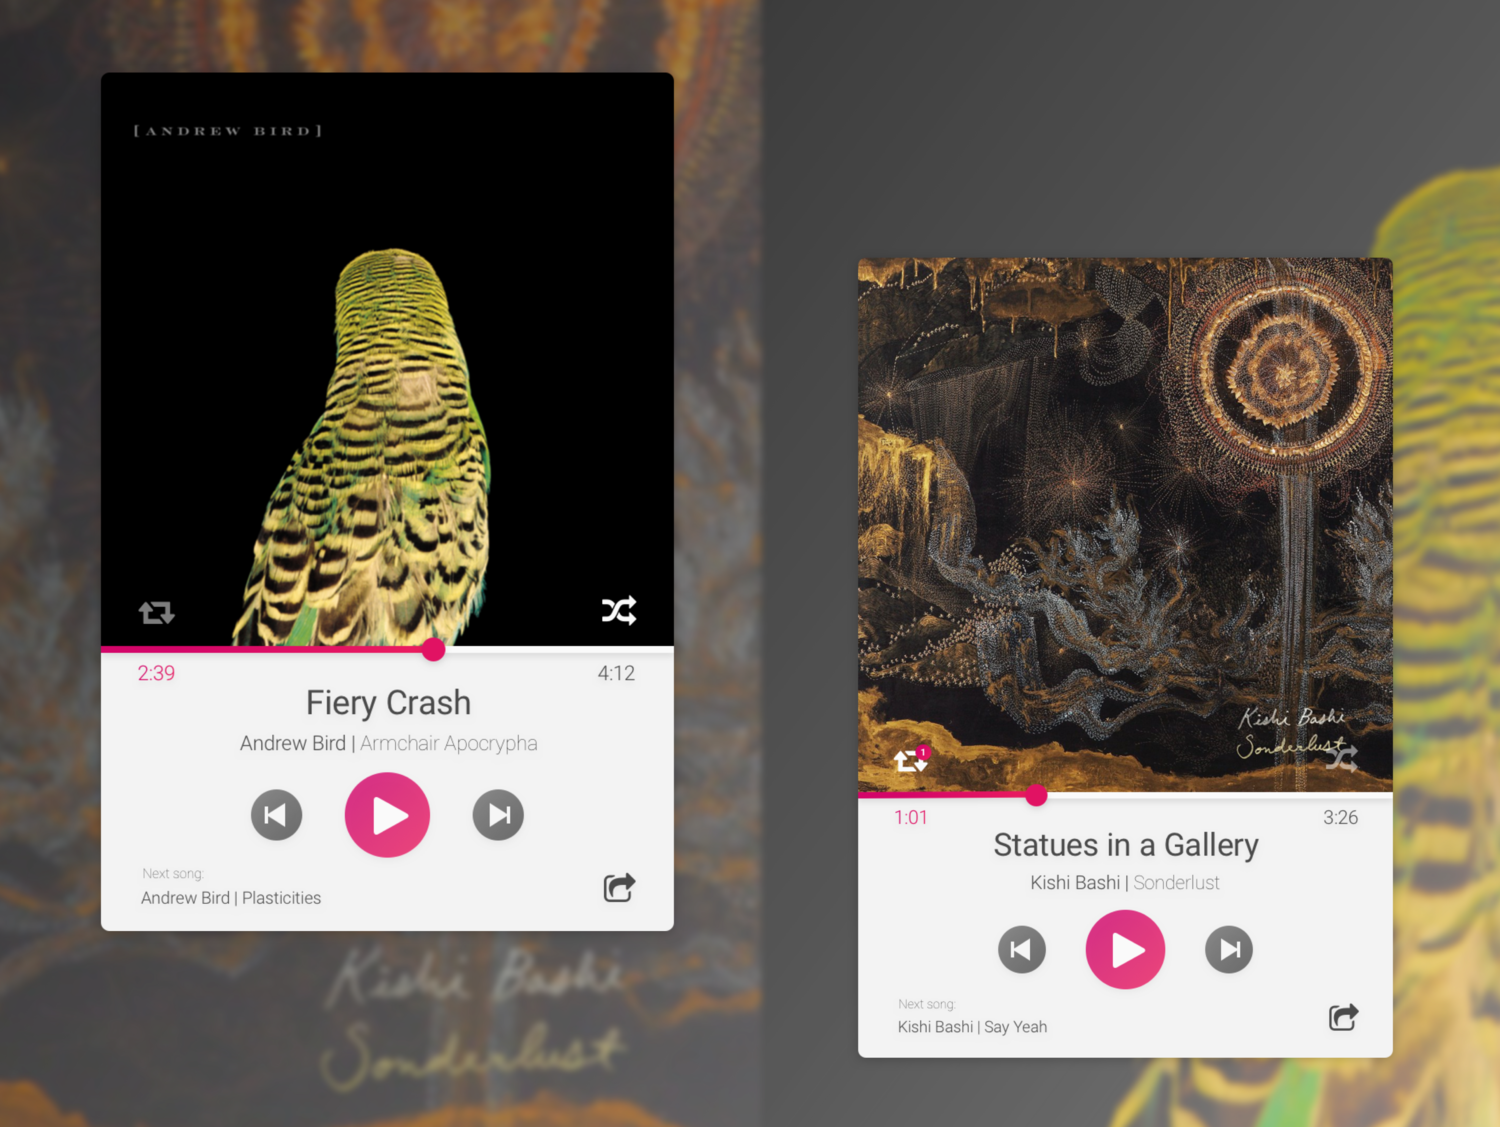 [ANDREW BIRD]
2:39
4:12
Fiery Crash
Andrew Bird | Armchair Apocrypha
Next song:
Andrew Bird | Plasticities
Kishi Bashi
Sonderlust
Kishi Bashi
Sonderlust
1
1:01
3:26
Statues in a Gallery
Kishi Bashi | Sonderlust
Next song:
Kishi Bashi | Say Yeah